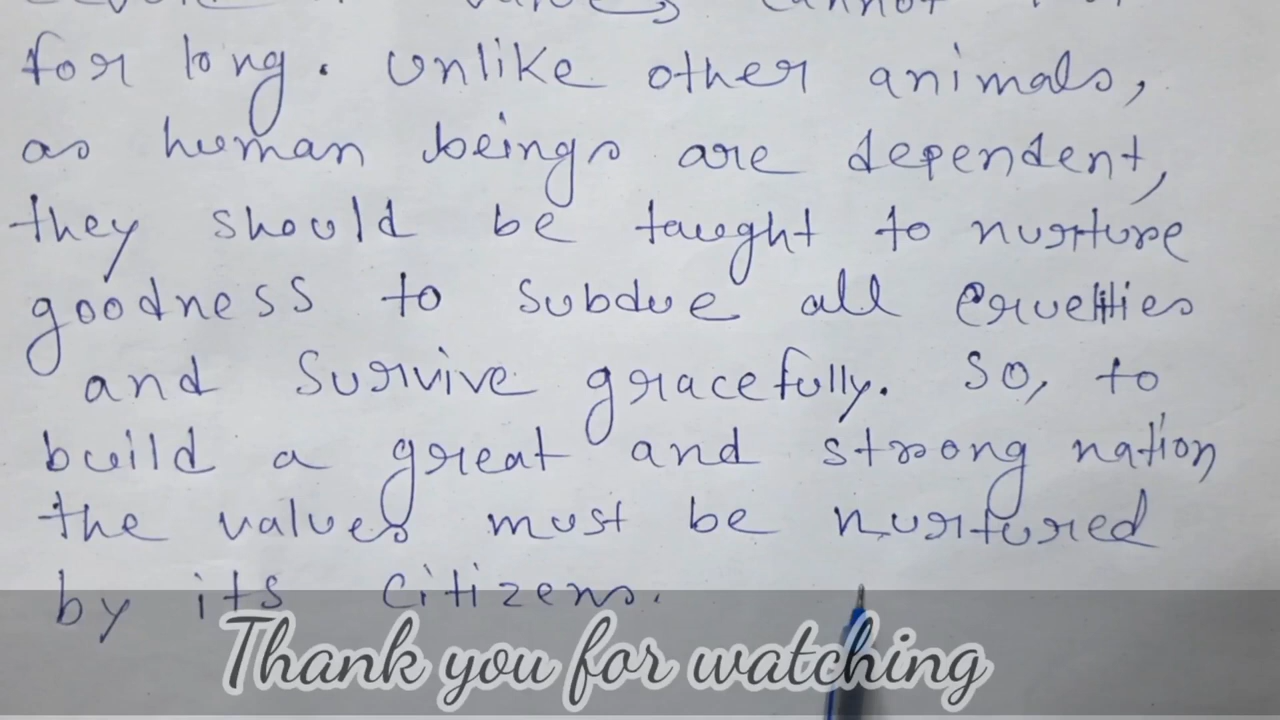 values cannot
for long. Unlike other animals,
as human beings are dependent,
they should be taught to nurture
goodness to subdue all cruelties
and survive gracefully. So, to
build a great and strong nation
the values must be nurtured
by its citizens.
Thank you for watching